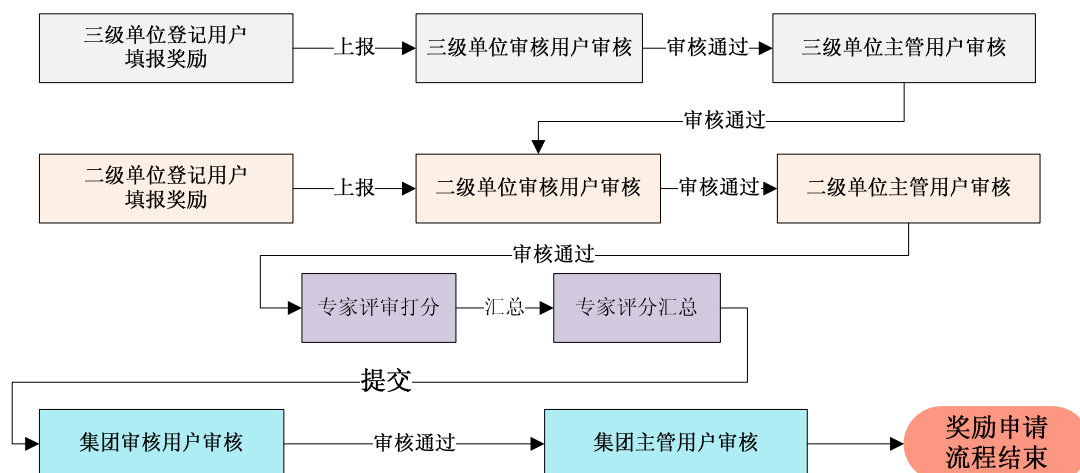 三级单位登记用户
填报奖励
上报
三级单位审核用户审核
审核通过
三级单位主管用户审核
审核通过
二级单位登记用户
填报奖励
上报
二级单位审核用户审核
审核通过
二级单位主管用户审核
审核通过
专家评审打分
汇总
专家评分汇总
提交
集团审核用户审核
审核通过
集团主管用户审核
奖励申请
流程结束